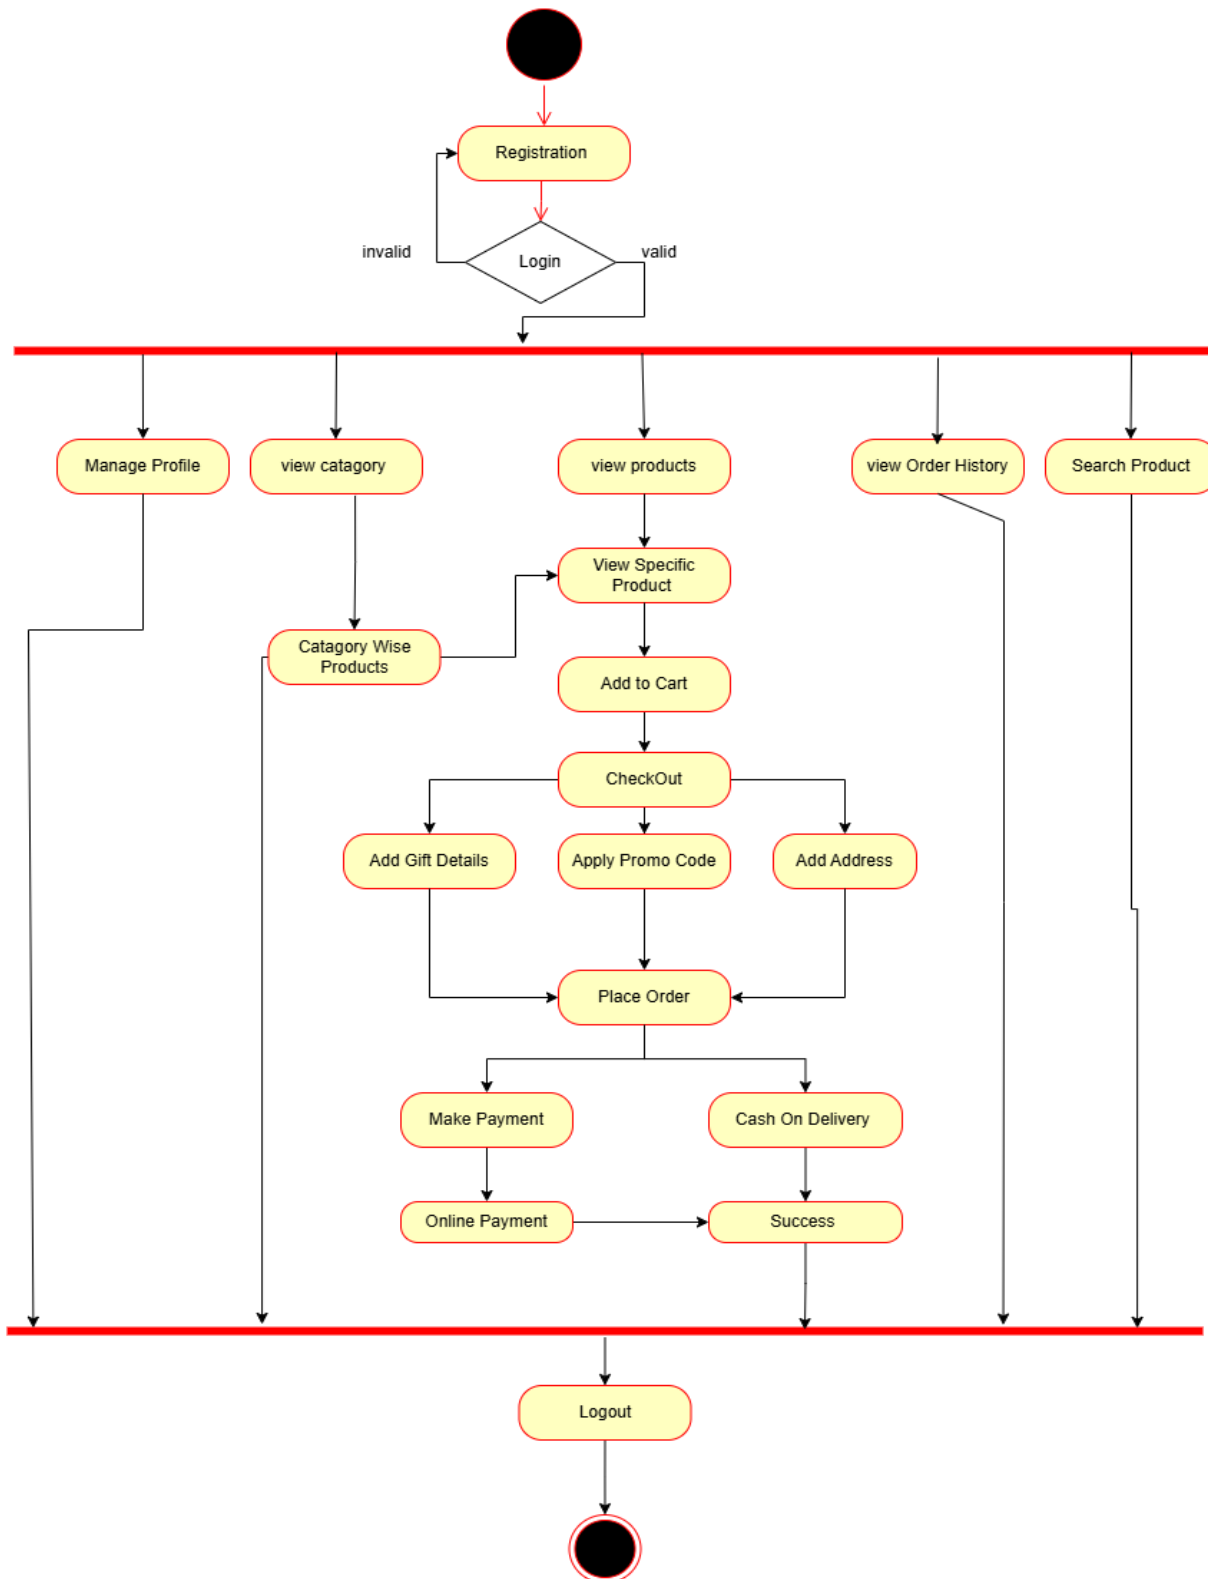 Registration
invalid
Login
valid
Manage Profile
view catagory
view products
view Order History
Search Product
View Specific
Product
Catagory Wise
Products
Add to Cart
CheckOut
Add Gift Details
Apply Promo Code
Add Address
Place Order
Make Payment
Cash On Delivery
Online Payment
Success
Logout